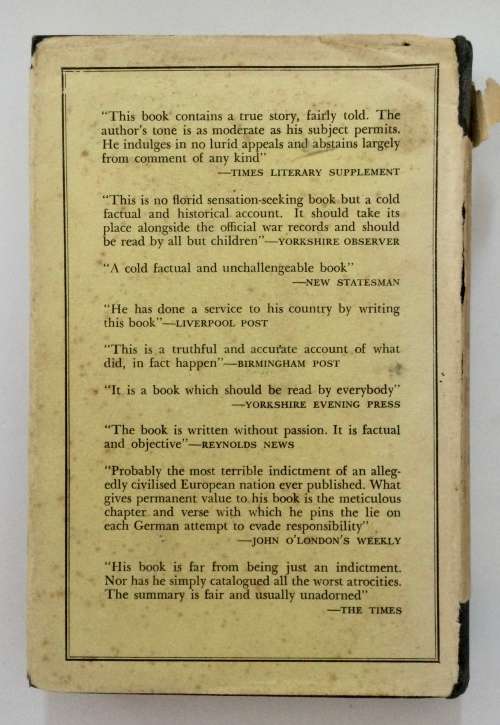 “This book contains a true story, fairly told. The
author’s tone is as moderate as his subject permits.
He indulges in no lurid appeals and abstains largely
from comment of any kind”
—TIMES LITERARY SUPPLEMENT
“This is no florid sensation-seeking book but a cold
factual and historical account. It should take its
place alongside the official war records and should
be read by all but children”—YORKSHIRE OBSERVER
“A cold factual and unchallengeable book”
—NEW STATESMAN
“He has done a service to his country by writing
this book”—LIVERPOOL POST
“This is a truthful and accurate account of what
did, in fact happen”—BIRMINGHAM POST
“It is a book which should be read by everybody”
—YORKSHIRE EVENING PRESS
“The book is written without passion. It is factual
and objective”—REYNOLDS NEWS
“Probably the most terrible indictment of an alleg-
edly civilised European nation ever published. What
gives permanent value to his book is the meticulous
chapter and verse with which he pins the lie on
each German attempt to evade responsibility”
—JOHN O’LONDON’S WEEKLY
“His book is far from being just an indictment.
Nor has he simply catalogued all the worst atrocities.
The summary is fair and usually unadorned”
—THE TIMES